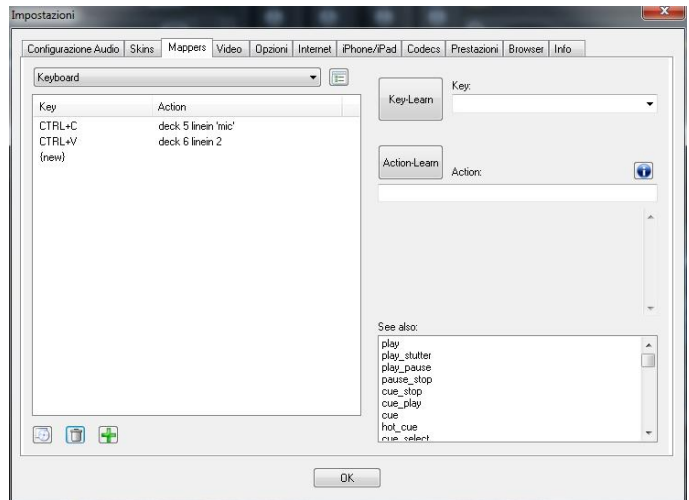 Impostazioni
Configurazione Audio Skins Mappers Video Opzioni Internet iPhone/iPad Codecs Prestazioni Browser Info
Keyboard
Key Action
CTRL+C deck 5 linein 'mic'
CTRL+V deck 6 linein 2
{new}
Key-Learn
Key:
Action-Learn
Action:
See also:
play
play_stutter
play_pause
pause_stop
cue_stop
cue_play
cue
hot_cue
cue_select
OK